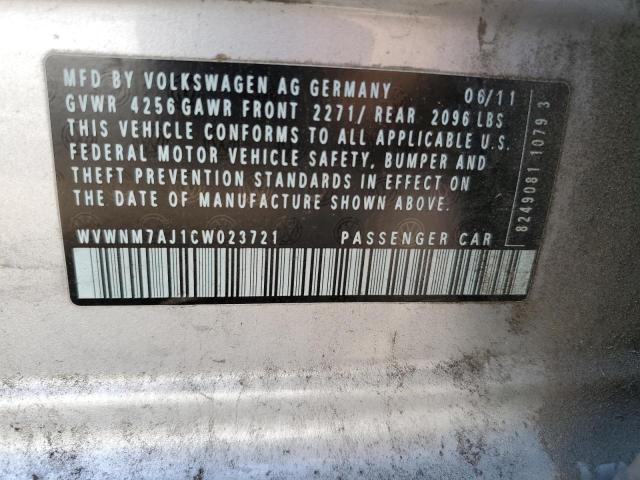 MFD BY VOLKSWAGEN AG GERMANY 06/11
GVWR 4256 GAWR FRONT 2271/ REAR 2096 LBS
THIS VEHICLE CONFORMS TO ALL APPLICABLE U.S.
FEDERAL MOTOR VEHICLE SAFETY, BUMPER AND
THEFT PREVENTION STANDARDS IN EFFECT ON
THE DATE OF MANUFACTURE SHOWN ABOVE.
WVWNM7AJ1CW023721 PASSENGER CAR
8249081 1079 3